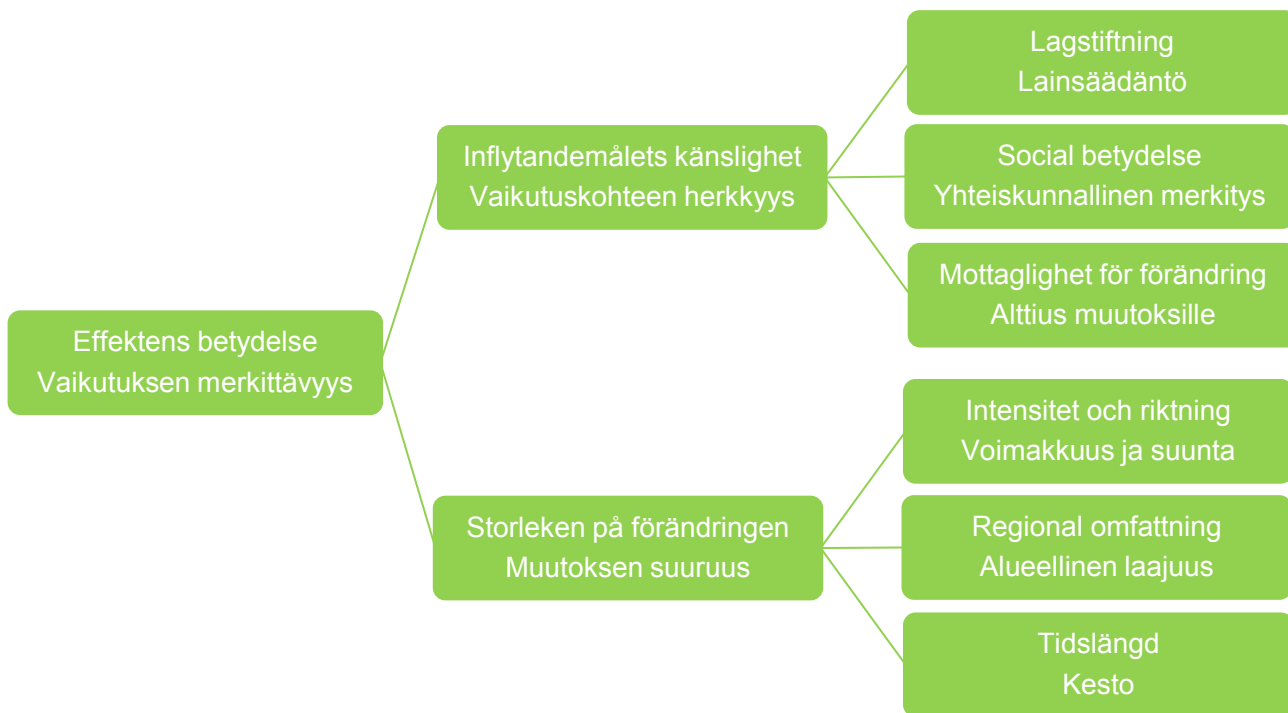 Lagstiftning
Lainsäädäntö
Inflytandemålets känslighet
Vaikutuskohteen herkkyys
Social betydelse
Yhteiskunnallinen merkitys
Mottaglighet för förändring
Alttius muutoksille
Effektens betydelse
Vaikutuksen merkittävyys
Intensitet och riktning
Voimakkuus ja suunta
Storleken på förändringen
Muutoksen suuruus
Regional omfattning
Alueellinen laajuus
Tidslängd
Kesto